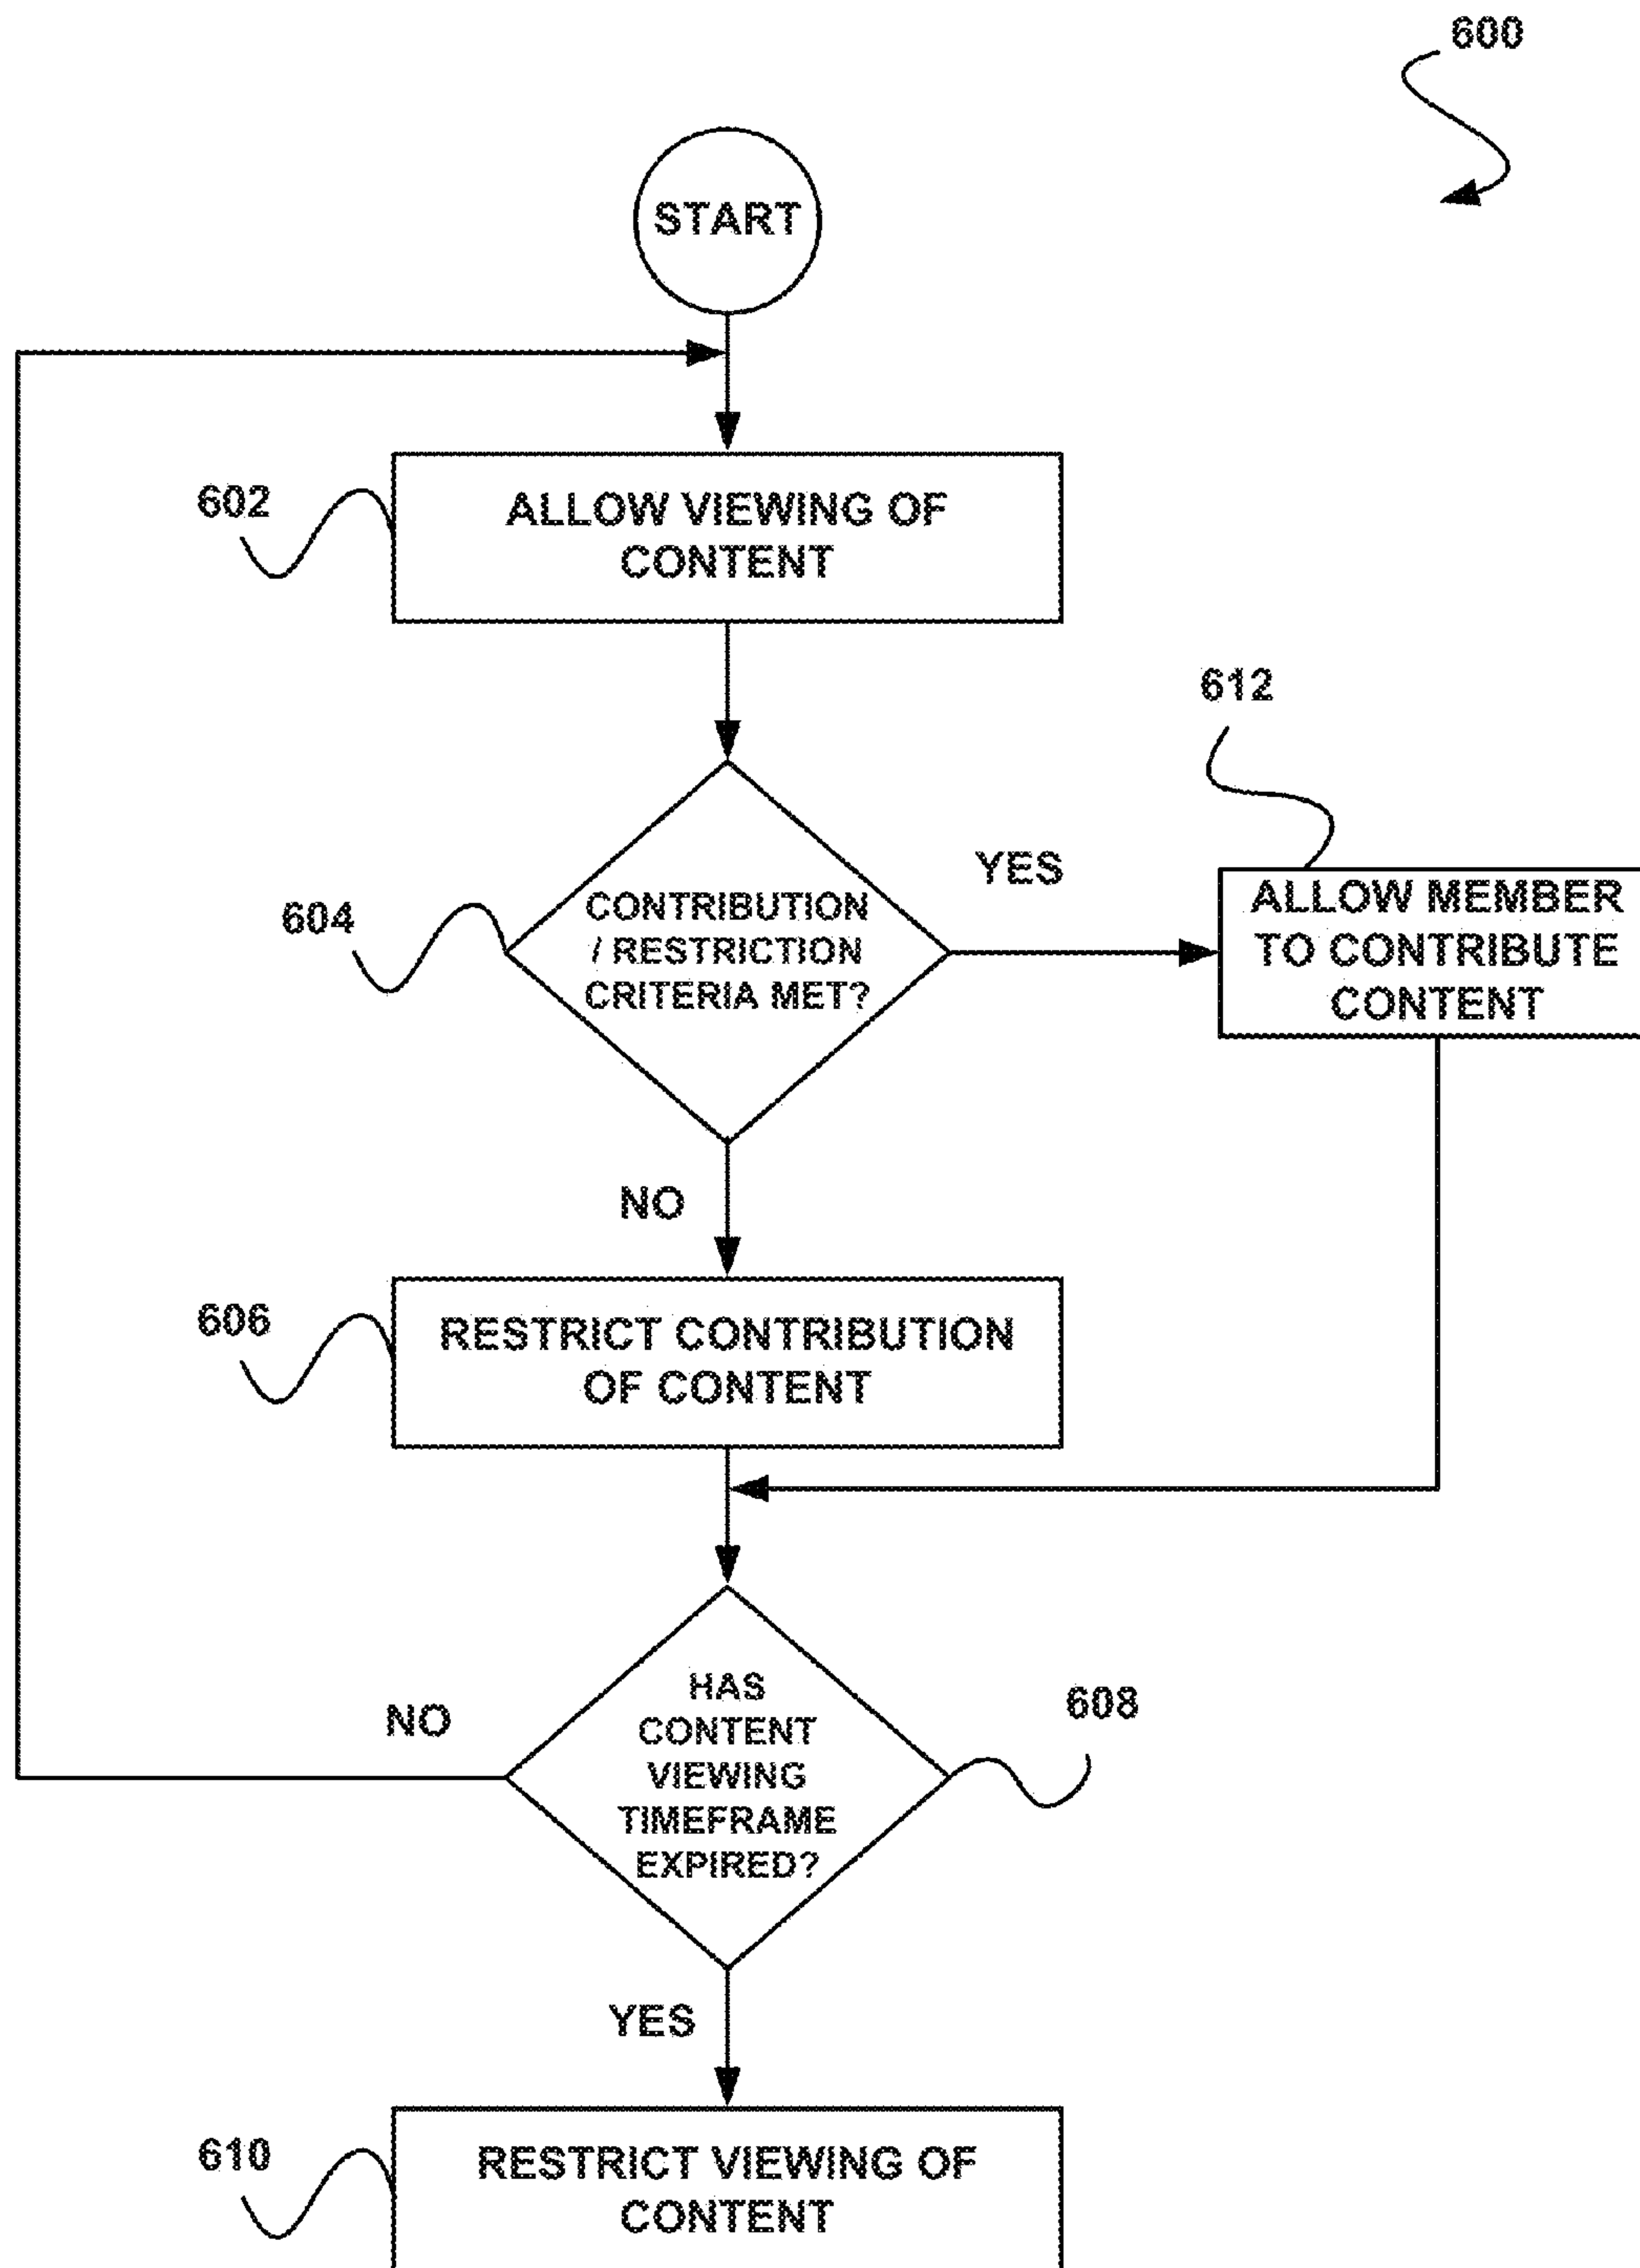 600
START
602
ALLOW VIEWING OF
CONTENT
612
604
CONTRIBUTION
/ RESTRICTION
CRITERIA MET?
YES
ALLOW MEMBER
TO CONTRIBUTE
CONTENT
NO
606
RESTRICT CONTRIBUTION
OF CONTENT
NO
HAS
CONTENT
VIEWING
TIMEFRAME
EXPIRED?
608
YES
610
RESTRICT VIEWING OF
CONTENT